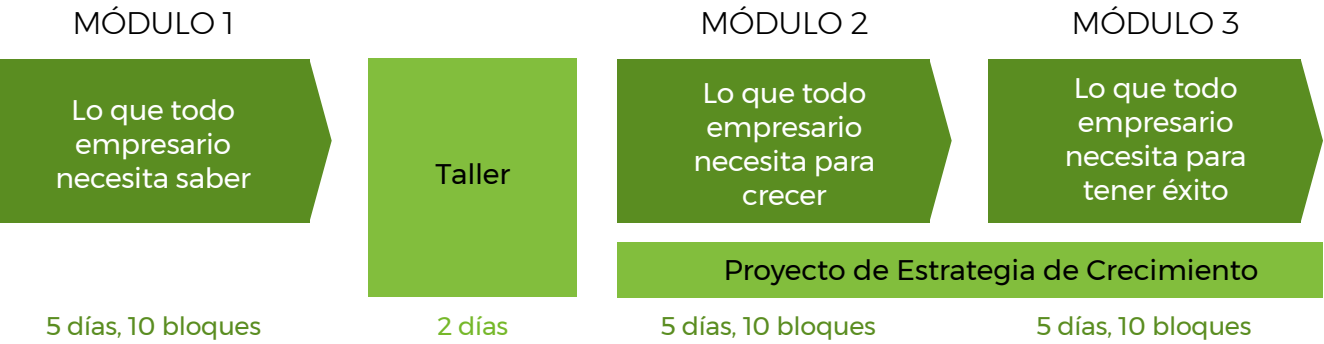 MÓDULO 1
Lo que todo
empresario
necesita saber
5 días, 10 bloques
Taller
2 días
MÓDULO 2
Lo que todo
empresario
necesita para
crecer
5 días, 10 bloques
MÓDULO 3
Lo que todo
empresario
necesita para
tener éxito
5 días, 10 bloques
Proyecto de Estrategia de Crecimiento